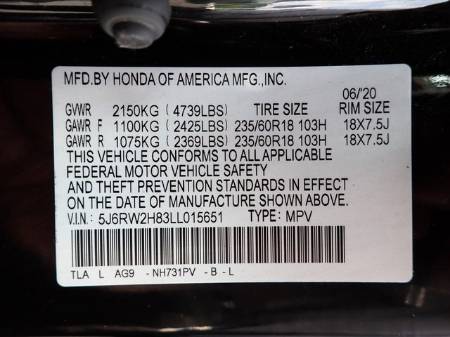 MFD.BY HONDA OF AMERICA MFG.,INC.
06/20
GVWR 2150KG (4739LBS) TIRE SIZE RIM SIZE
GAWR F 1100KG (2425LBS) 235/60R18 103H 18X7.5J
GAWR R 1075KG (2369LBS) 235/60R18 103H 18X7.5J
THIS VEHICLE CONFORMS TO ALL APPLICABLE
FEDERAL MOTOR VEHICLE SAFETY
AND THEFT PREVENTION STANDARDS IN EFFECT
ON THE DATE OF MANUFACTURE SHOWN ABOVE.
V.I.N: 5J6RW2H83LL015651 TYPE: MPV
TLA L AG9 -NH731PV -B-L